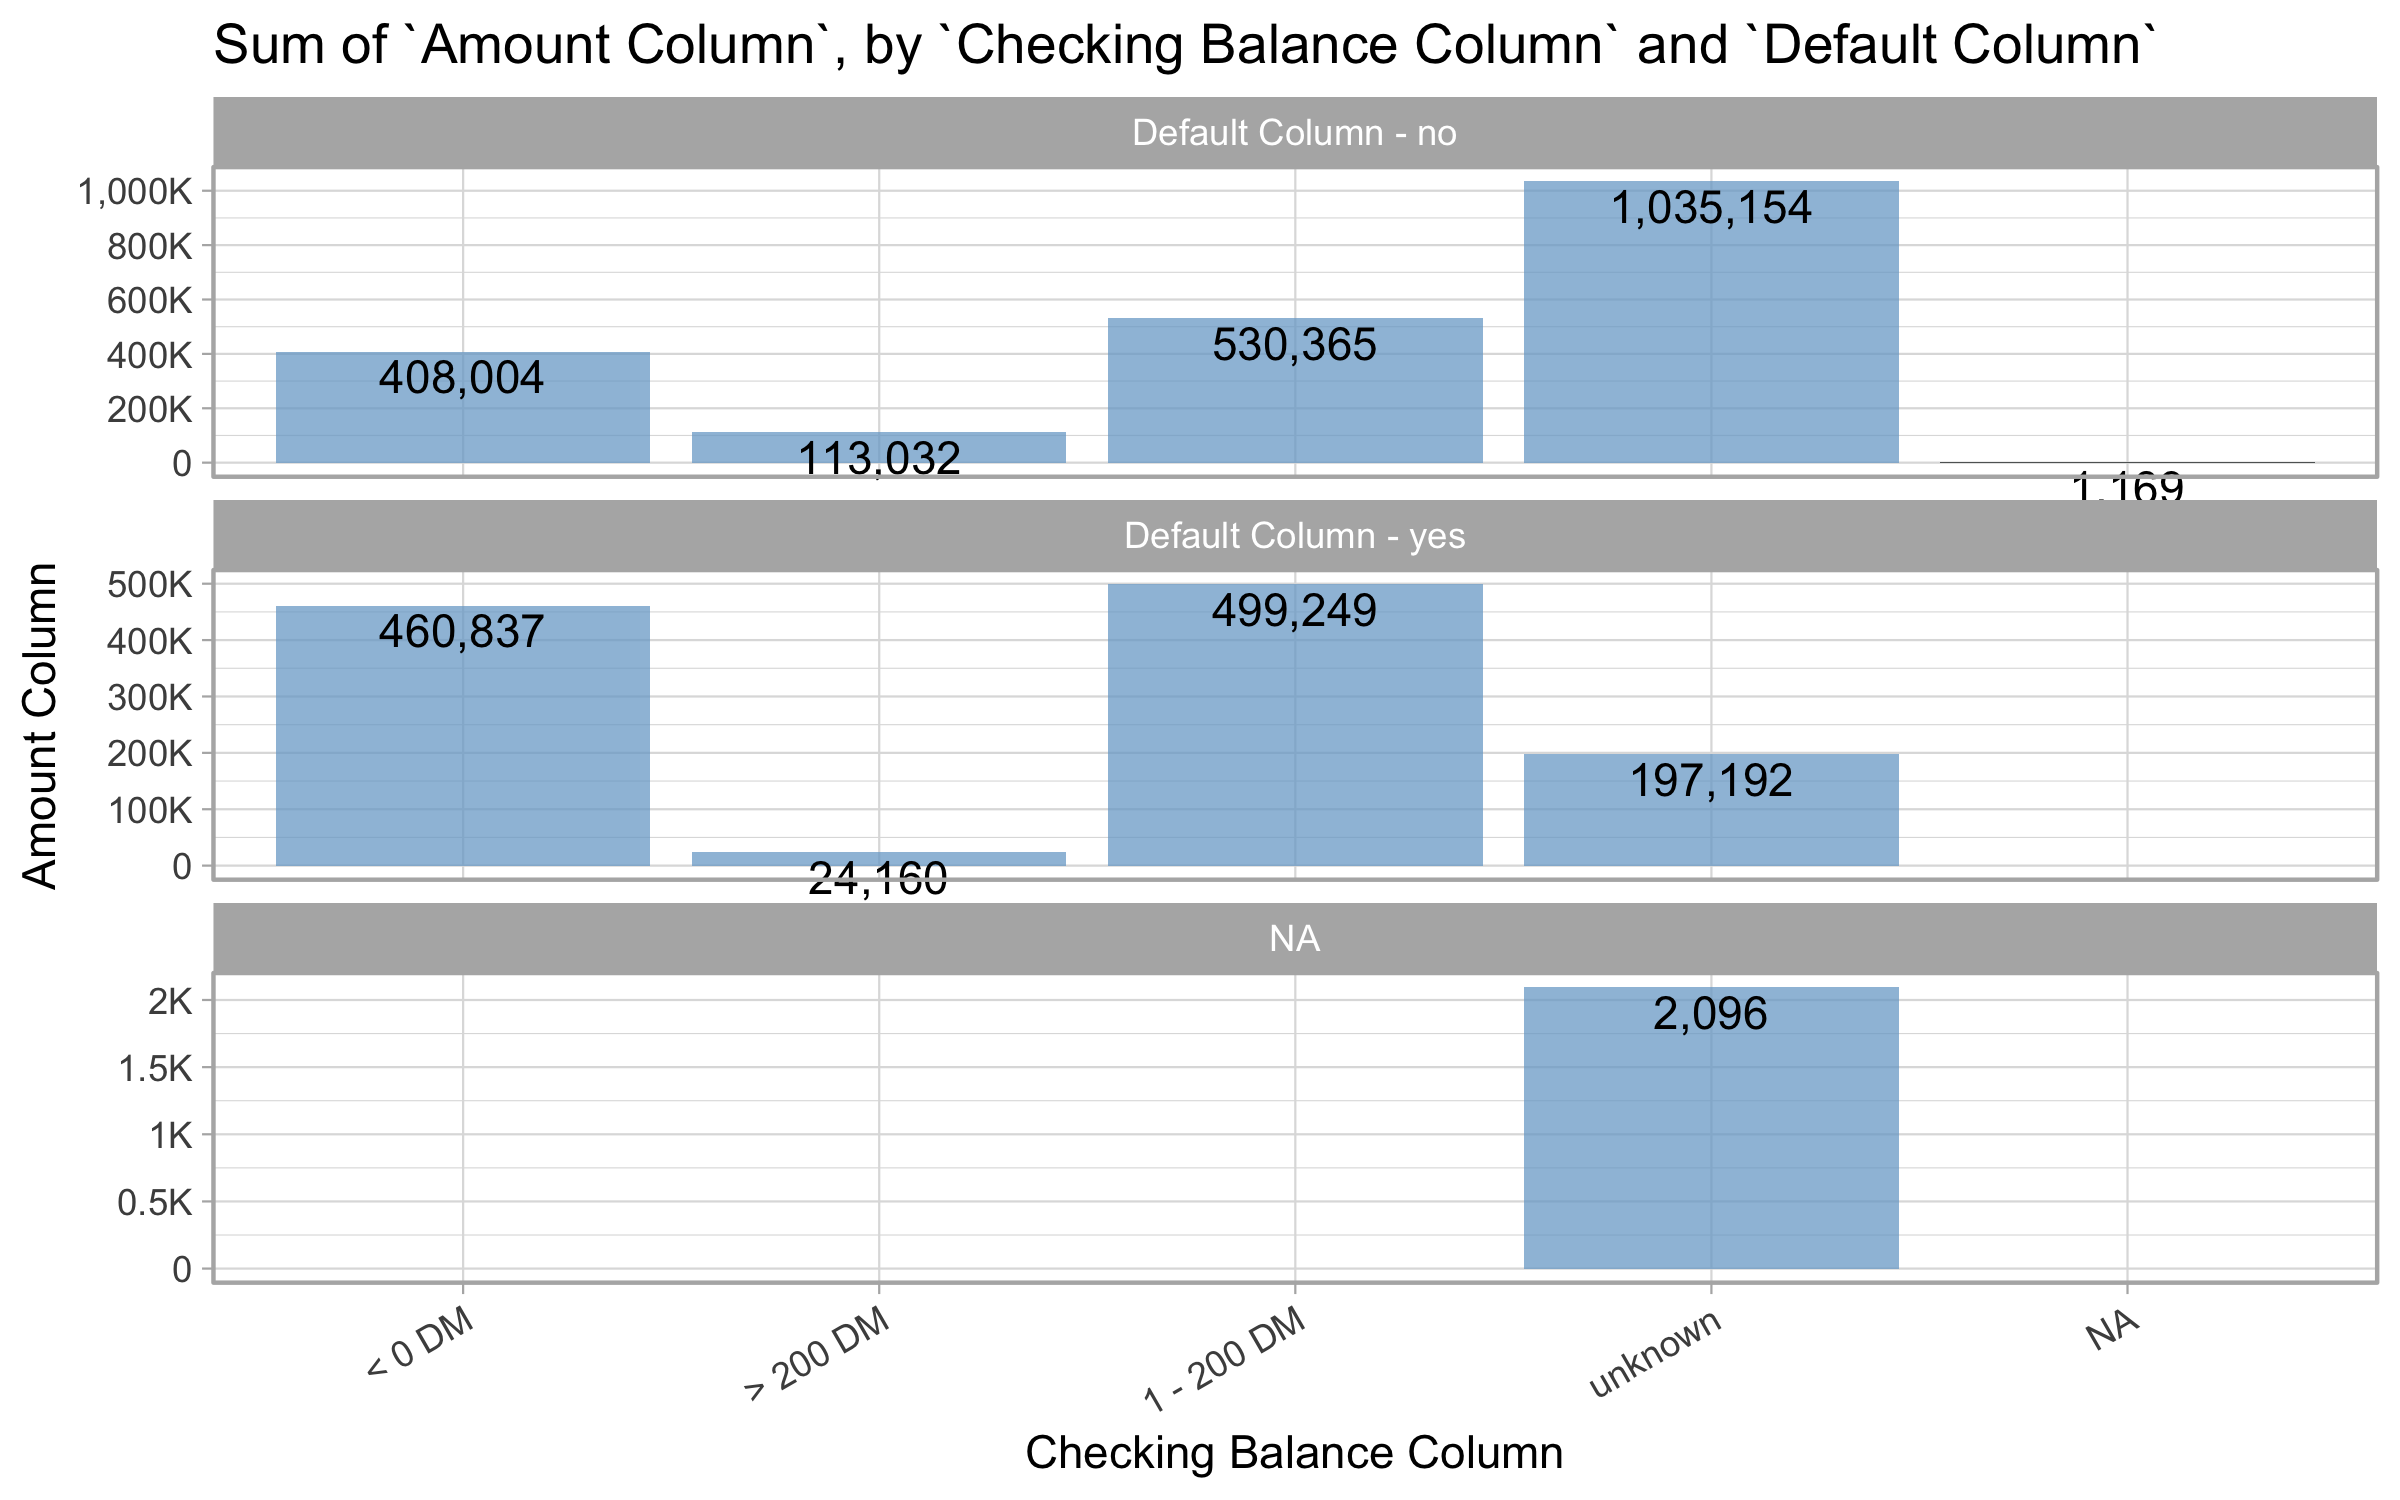 Sum of `Amount Column`, by `Checking Balance Column` and `Default Column`
Default Column - no
1,000K
800K
600K
400K
200K
0
408,004
113,032
530,365
1,035,154
1,169
Default Column - yes
500K
400K
300K
200K
100K
0
460,837
24,160
499,249
197,192
NA
2K
1.5K
1K
0.5K
0
2,096
Amount Column
< 0 DM
> 200 DM
1 - 200 DM
unknown
NA
Checking Balance Column